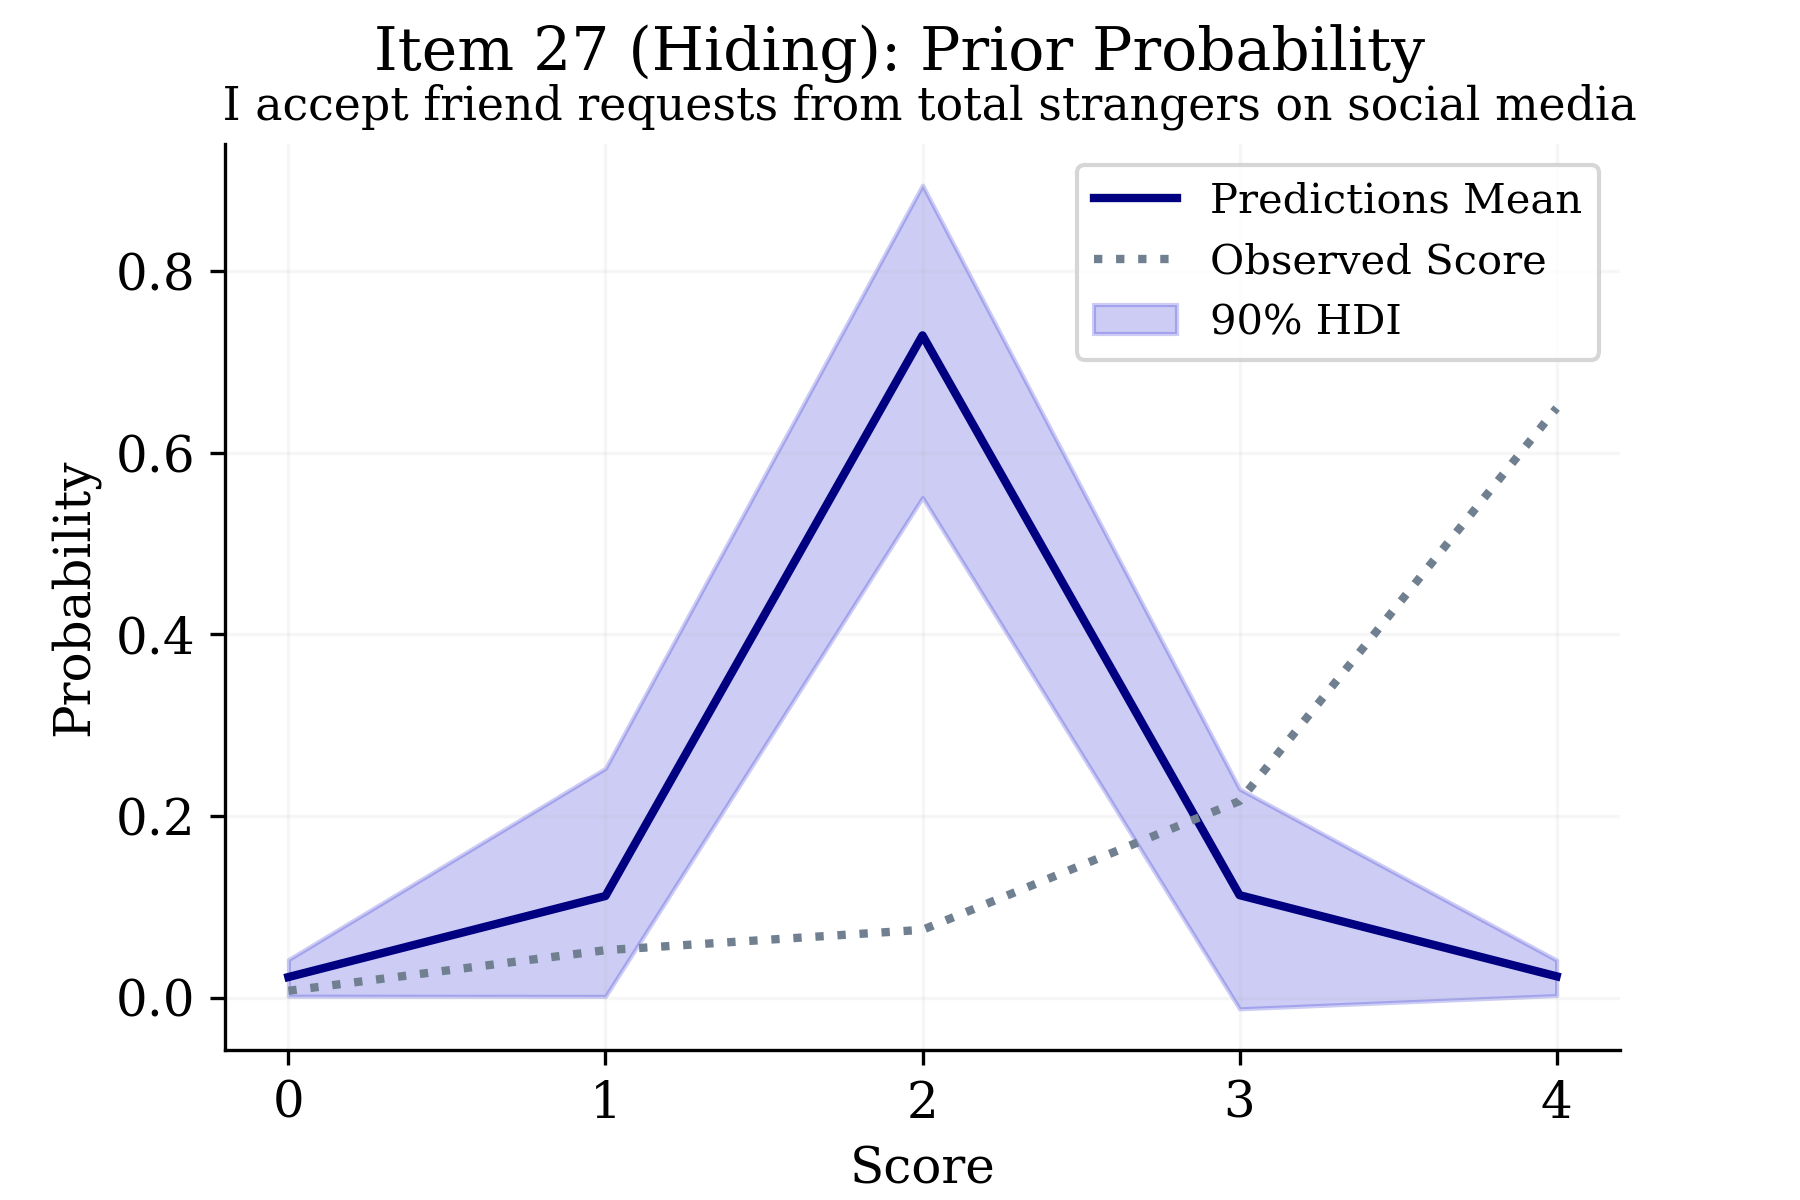 Item 27 (Hiding): Prior Probability
I accept friend requests from total strangers on social media
Predictions Mean
Observed Score
90% HDI
Probability
0.8
0.6
0.4
0.2
0.0
0 1 2 3 4
Score